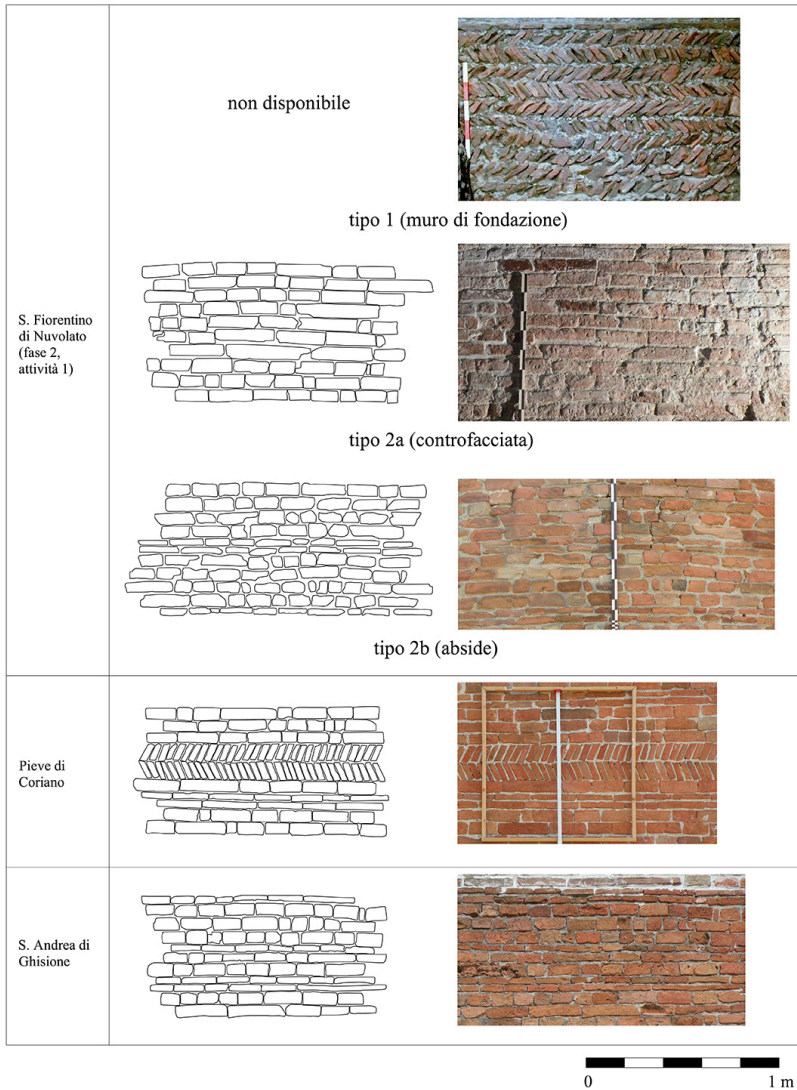 non disponibile
tipo 1 (muro di fondazione)
S. Fiorentino
di Nuvolato
(fase 2,
attività 1)
tipo 2a (controfacciata)
tipo 2b (abside)
Pieve di
Coriano
S. Andrea di
Ghisione
0 1 m